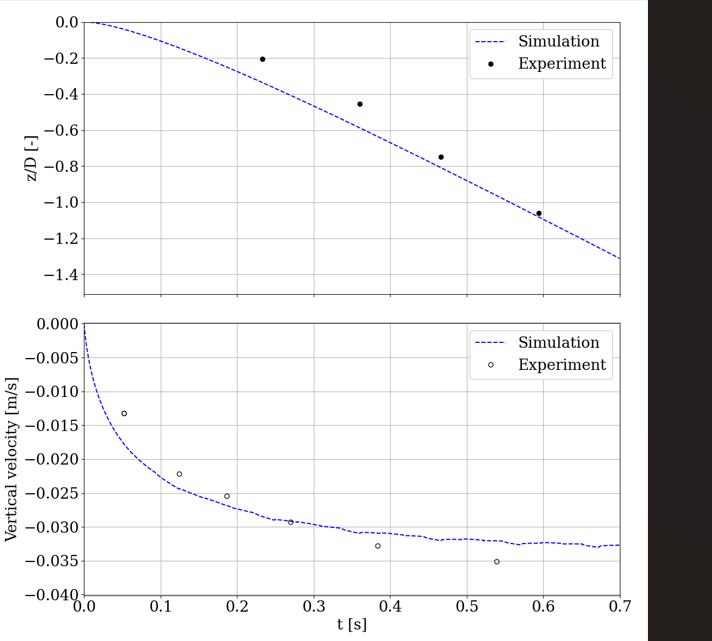 0.0
−0.2
−0.4
−0.6
−0.8
−1.0
−1.2
−1.4
z/D [-]
Simulation
Experiment
0.000
−0.005
−0.010
−0.015
−0.020
−0.025
−0.030
−0.035
−0.040
Vertical velocity [m/s]
Simulation
Experiment
0.0 0.1 0.2 0.3 0.4 0.5 0.6 0.7
t [s]